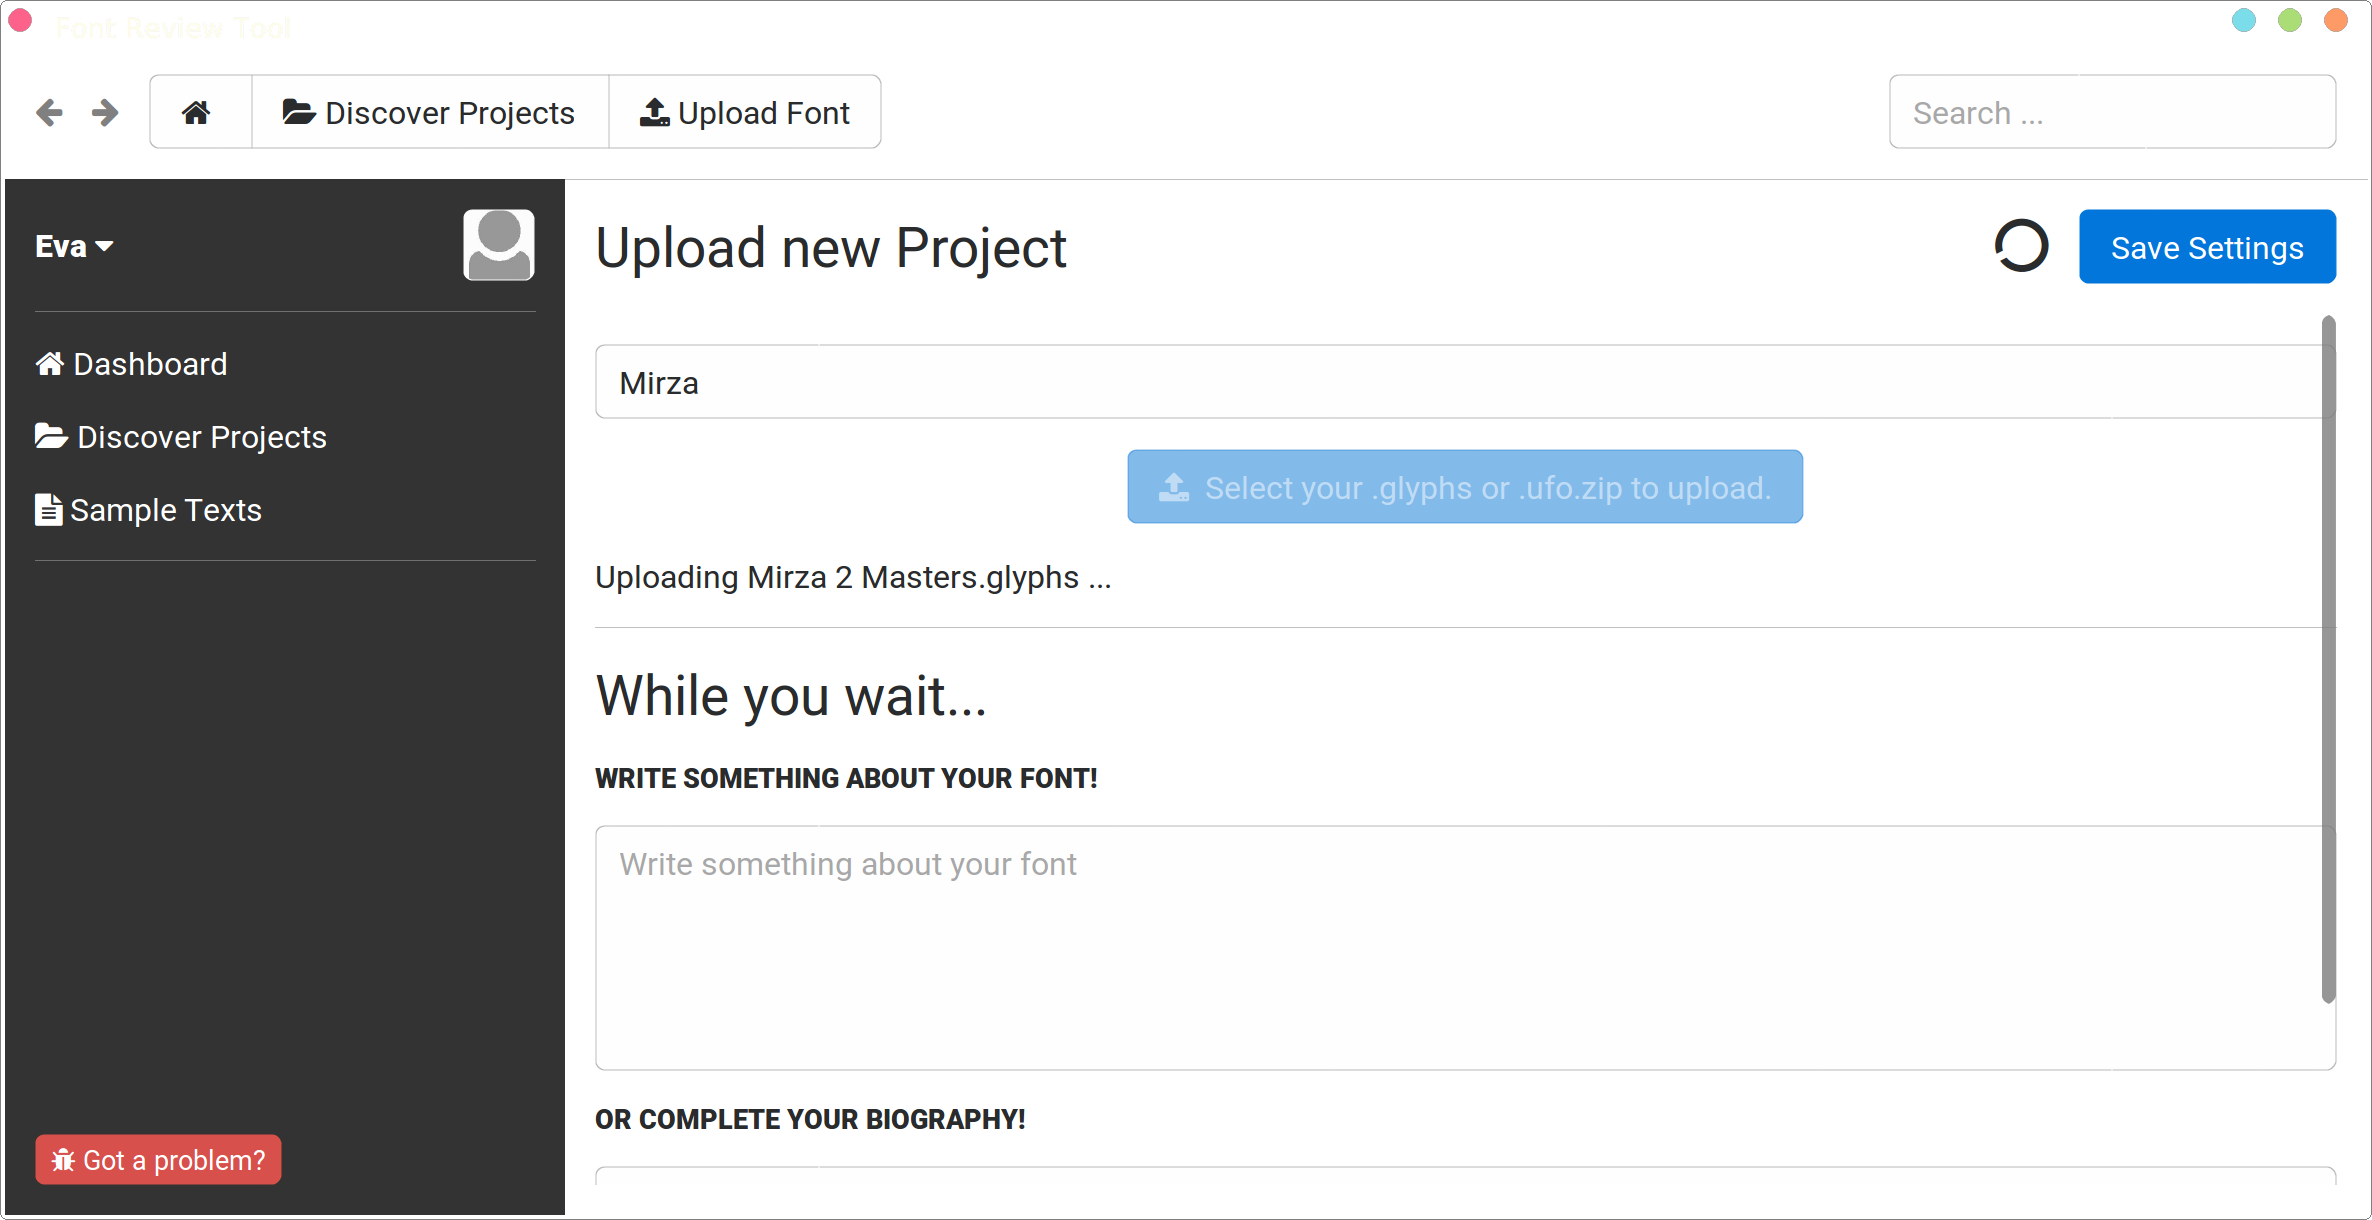 Font Review Tool
Discover Projects
Upload Font
Search ...
Eva
Dashboard
Discover Projects
Sample Texts
Got a problem?
Upload new Project
Save Settings
Mirza
Select your .glyphs or .ufo.zip to upload.
Uploading Mirza 2 Masters.glyphs ...
While you wait...
WRITE SOMETHING ABOUT YOUR FONT!
Write something about your font
OR COMPLETE YOUR BIOGRAPHY!